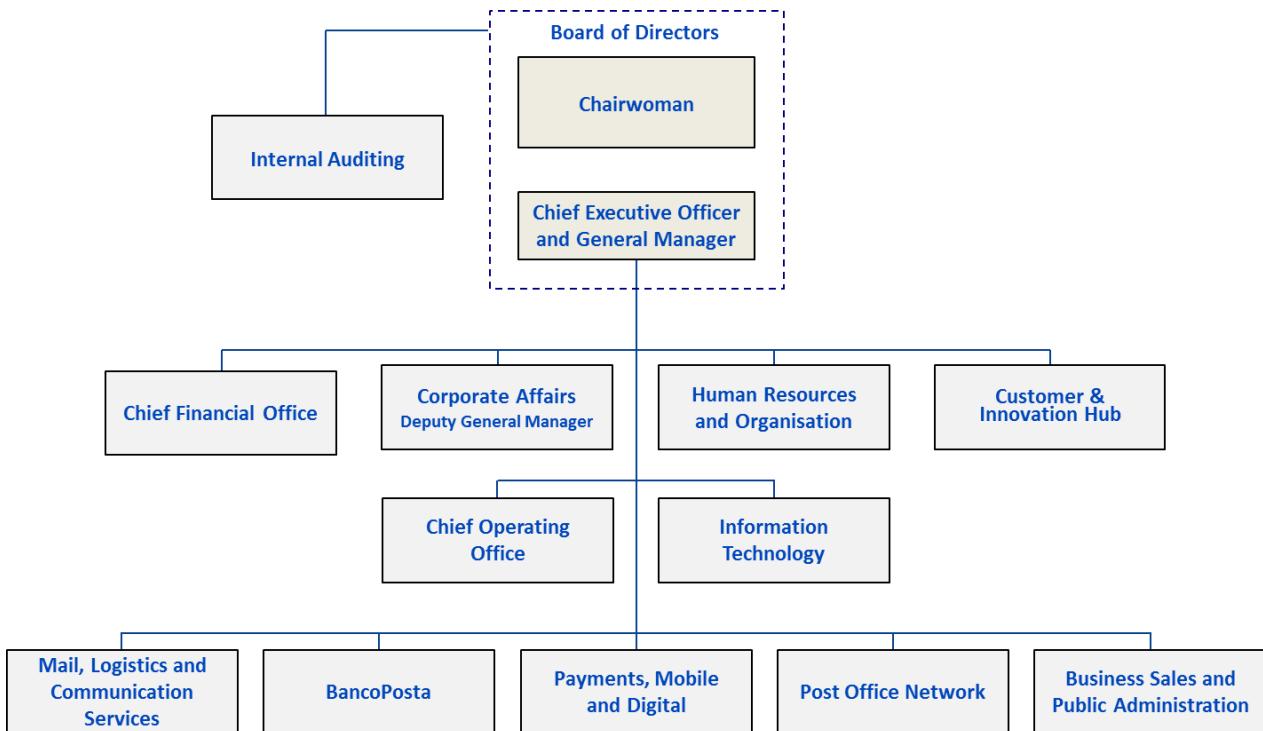 Board of Directors
Chairwoman
Internal Auditing
Chief Executive Officer
and General Manager
Chief Financial Office
Corporate Affairs
Deputy General Manager
Human Resources
and Organisation
Customer &
Innovation Hub
Chief Operating
Office
Information
Technology
Mail, Logistics and
Communication
Services
BancoPosta
Payments, Mobile
and Digital
Post Office Network
Business Sales and
Public Administration